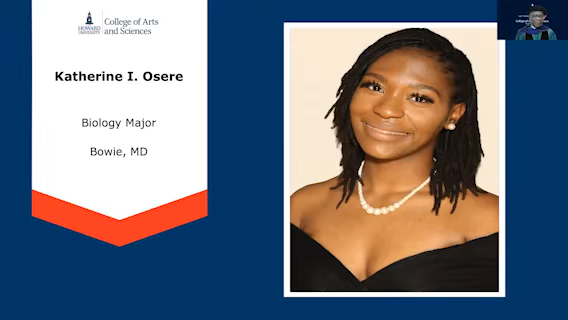 HOWARD
UNIVERSITY
College of Arts
and Sciences
Katherine I. Osere
Biology Major
Bowie, MD